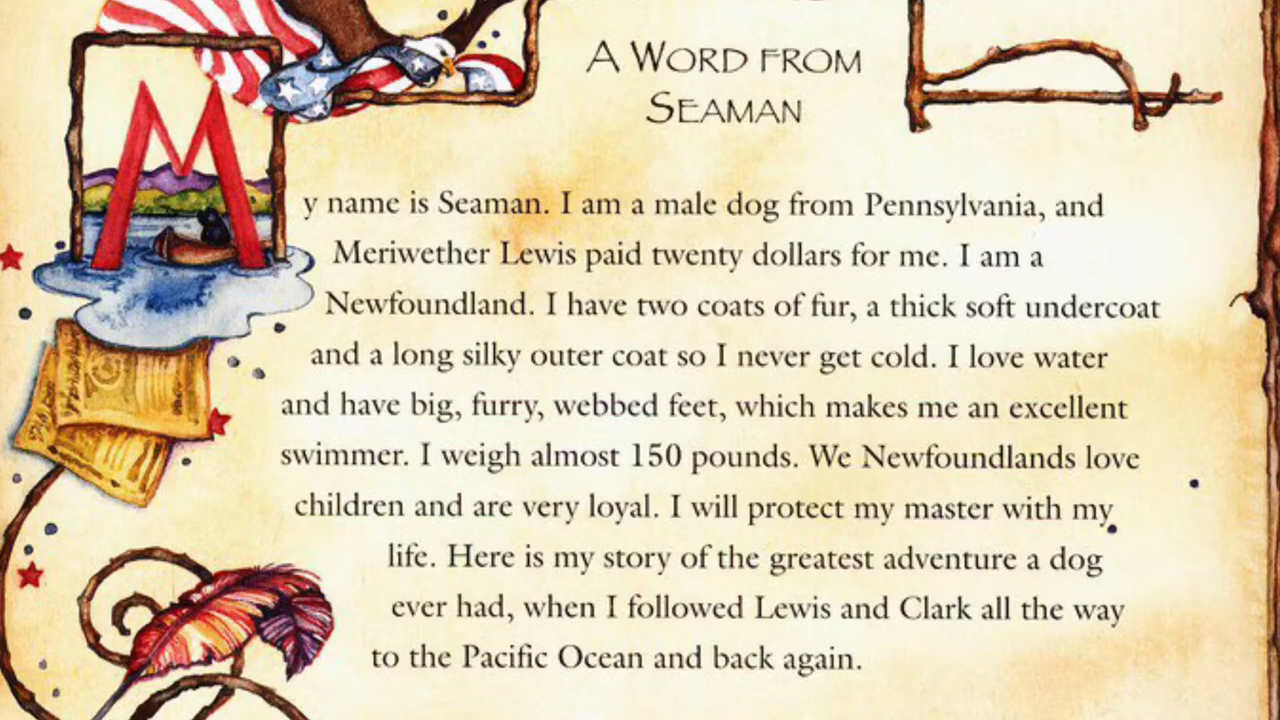 A WORD FROM
SEAMAN
My name is Seaman. I am a male dog from Pennsylvania, and
Meriwether Lewis paid twenty dollars for me. I am a
Newfoundland. I have two coats of fur, a thick soft undercoat
and a long silky outer coat so I never get cold. I love water
and have big, furry, webbed feet, which makes me an excellent
swimmer. I weigh almost 150 pounds. We Newfoundlands love
children and are very loyal. I will protect my master with my
life. Here is my story of the greatest adventure a dog
ever had, when I followed Lewis and Clark all the way
to the Pacific Ocean and back again.